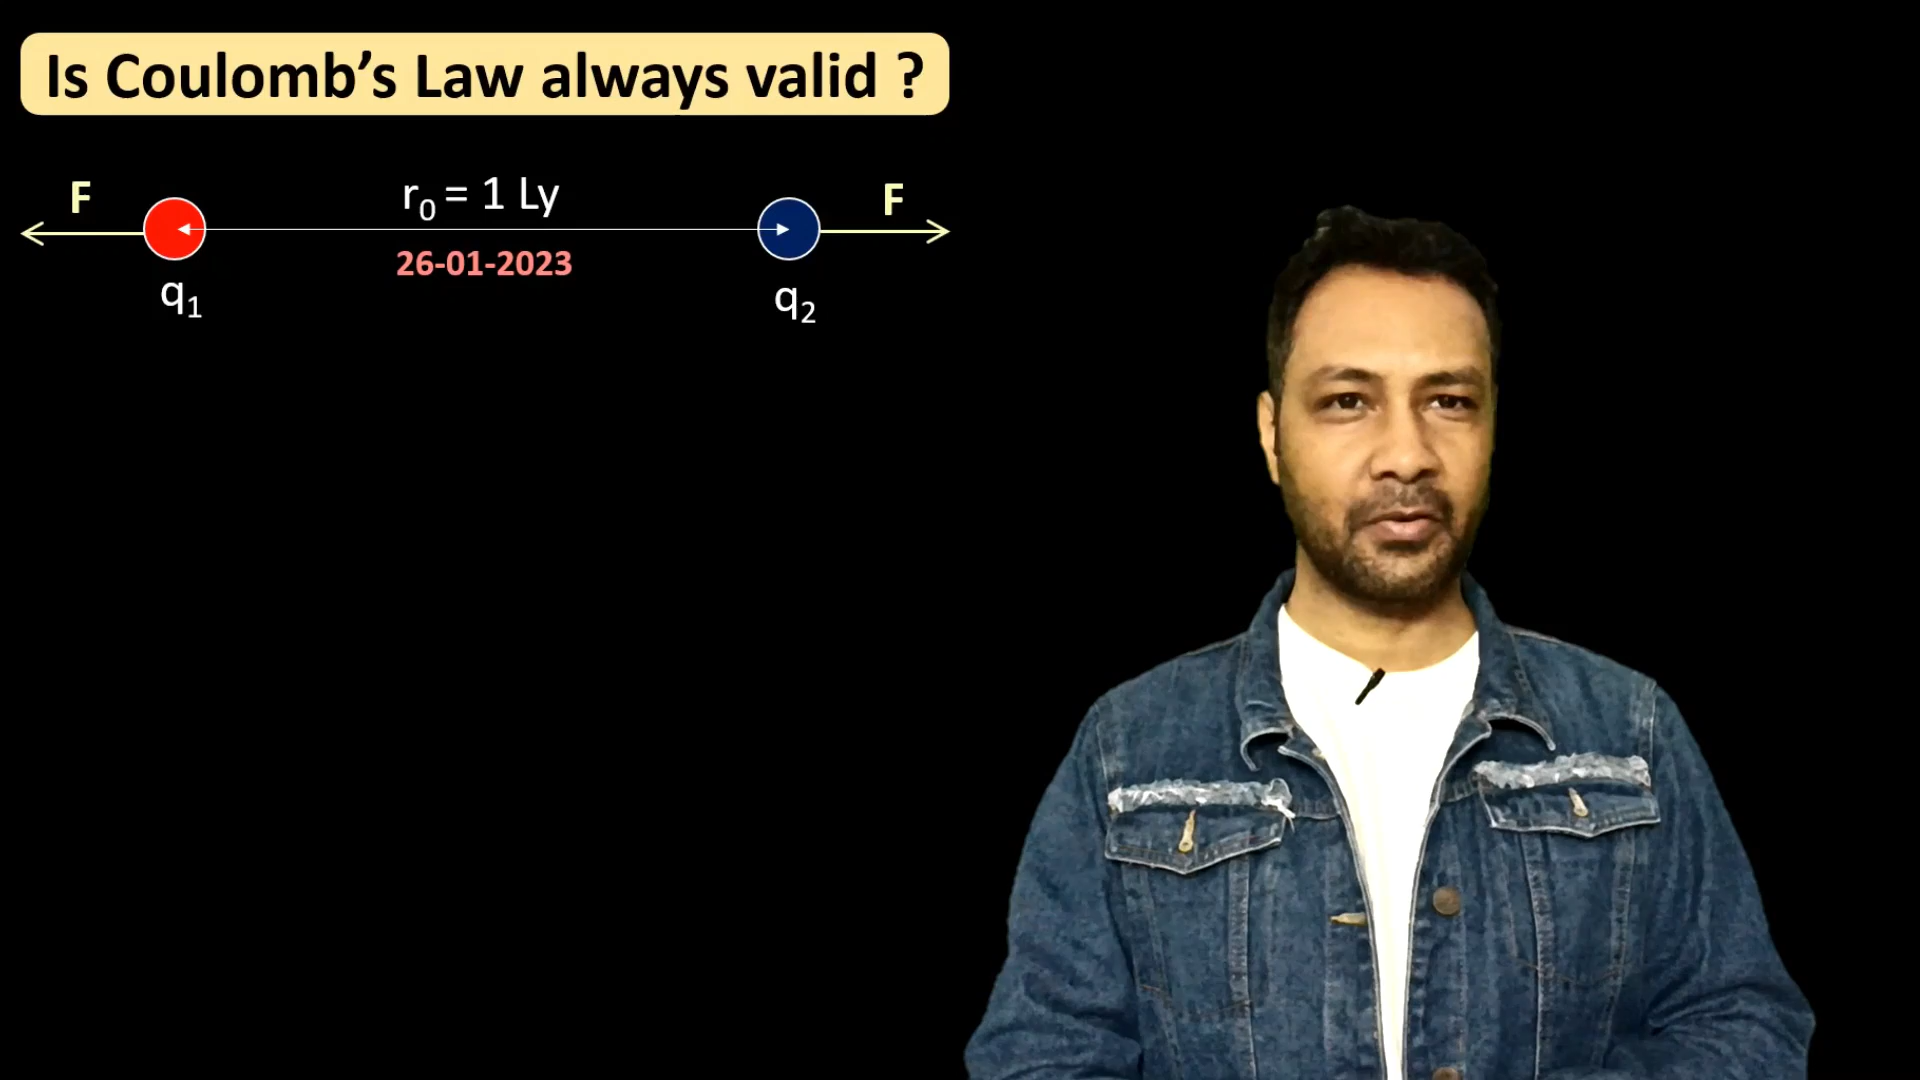 Is Coulomb’s Law always valid ?
F
r₀ = 1 Ly
F
26-01-2023
q₁
q₂